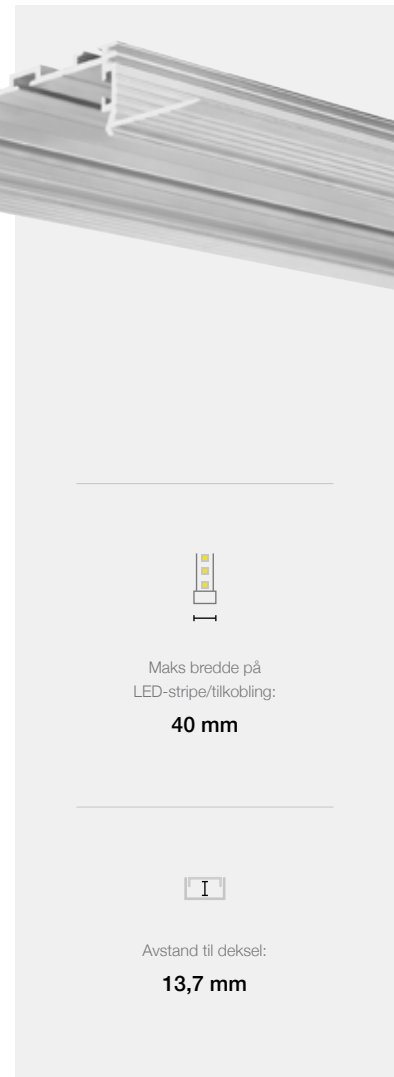 Maks bredde på
LED-stripe/tilkobling:
40 mm
Avstand til deksel:
13,7 mm